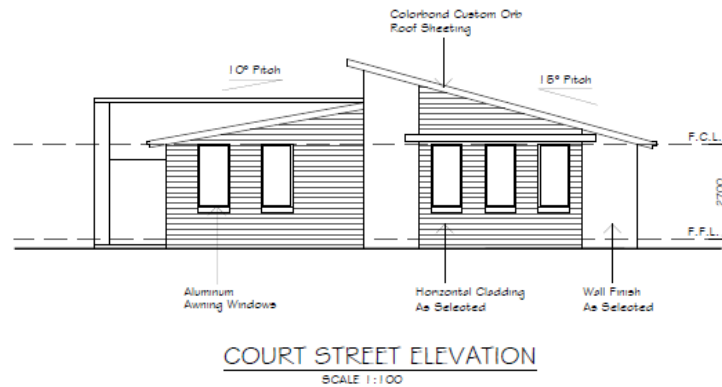 Colorbond Custom Orb
Roof Sheeting
10° Pitch
15° Pitch
F.C.L.
2700
F.F.L.
Aluminum
Awning Windows
Horizontal Cladding
As Selected
Wall Finish
As Selected
COURT STREET ELEVATION
SCALE 1:100